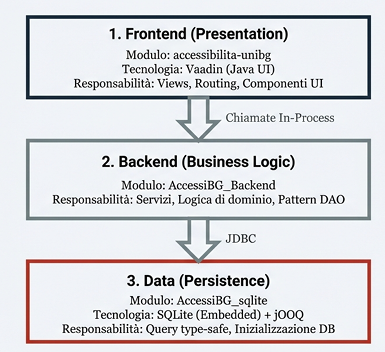 1. Frontend (Presentation)
Modulo: accessibilita-unibg
Tecnologia: Vaadin (Java UI)
Responsabilità: Views, Routing, Componenti UI
Chiamate In-Process
2. Backend (Business Logic)
Modulo: AccessiBG_Backend
Responsabilità: Servizi, Logica di dominio, Pattern DAO
JDBC
3. Data (Persistence)
Modulo: AccessiBG_sqlite
Tecnologia: SQLite (Embedded) + jOOQ
Responsabilità: Query type-safe, Inizializzazione DB